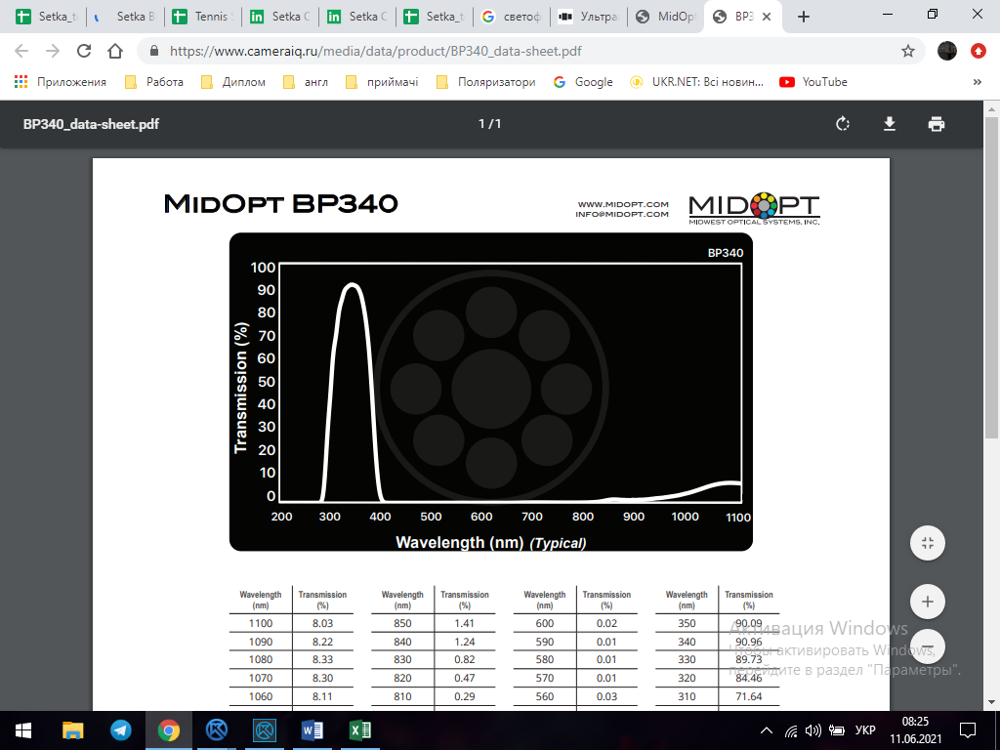 Setka_t
Setka B
Tennis S
Setka C
Setka C
Setka_t
светоф
Ультра
MidOp
BP3
https://www.cameraiq.ru/media/data/product/BP340_data-sheet.pdf
Приложения
Работа
Диплом
англ
приймачі
Поляризатори
Google
UKR.NET: Всі новин...
YouTube
»
BP340_data-sheet.pdf
1 / 1
MIDOPT BP340
WWW.MIDOPT.COM
INFO@MIDOPT.COM
MIDOPT
MIDWEST OPTICAL SYSTEMS, INC.
BP340
Transmission (%)
100
90
80
70
60
50
40
30
20
10
0
200 300 400 500 600 700 800 900 1000 1100
Wavelength (nm) (Typical)
Wavelength (nm) Transmission (%) Wavelength (nm) Transmission (%) Wavelength (nm) Transmission (%) Wavelength (nm) Transmission (%)
1100 8.03 850 1.41 600 0.02 350 90.09
1090 8.22 840 1.24 590 0.01 340 90.96
1080 8.33 830 0.82 580 0.01 330 89.73
1070 8.30 820 0.47 570 0.01 320 84.46
1060 8.11 810 0.29 560 0.03 310 71.64
Активация Windows
Чтобы активировать Windows,
перейдите в раздел "Параметры".
УКР
08:25
11.06.2021